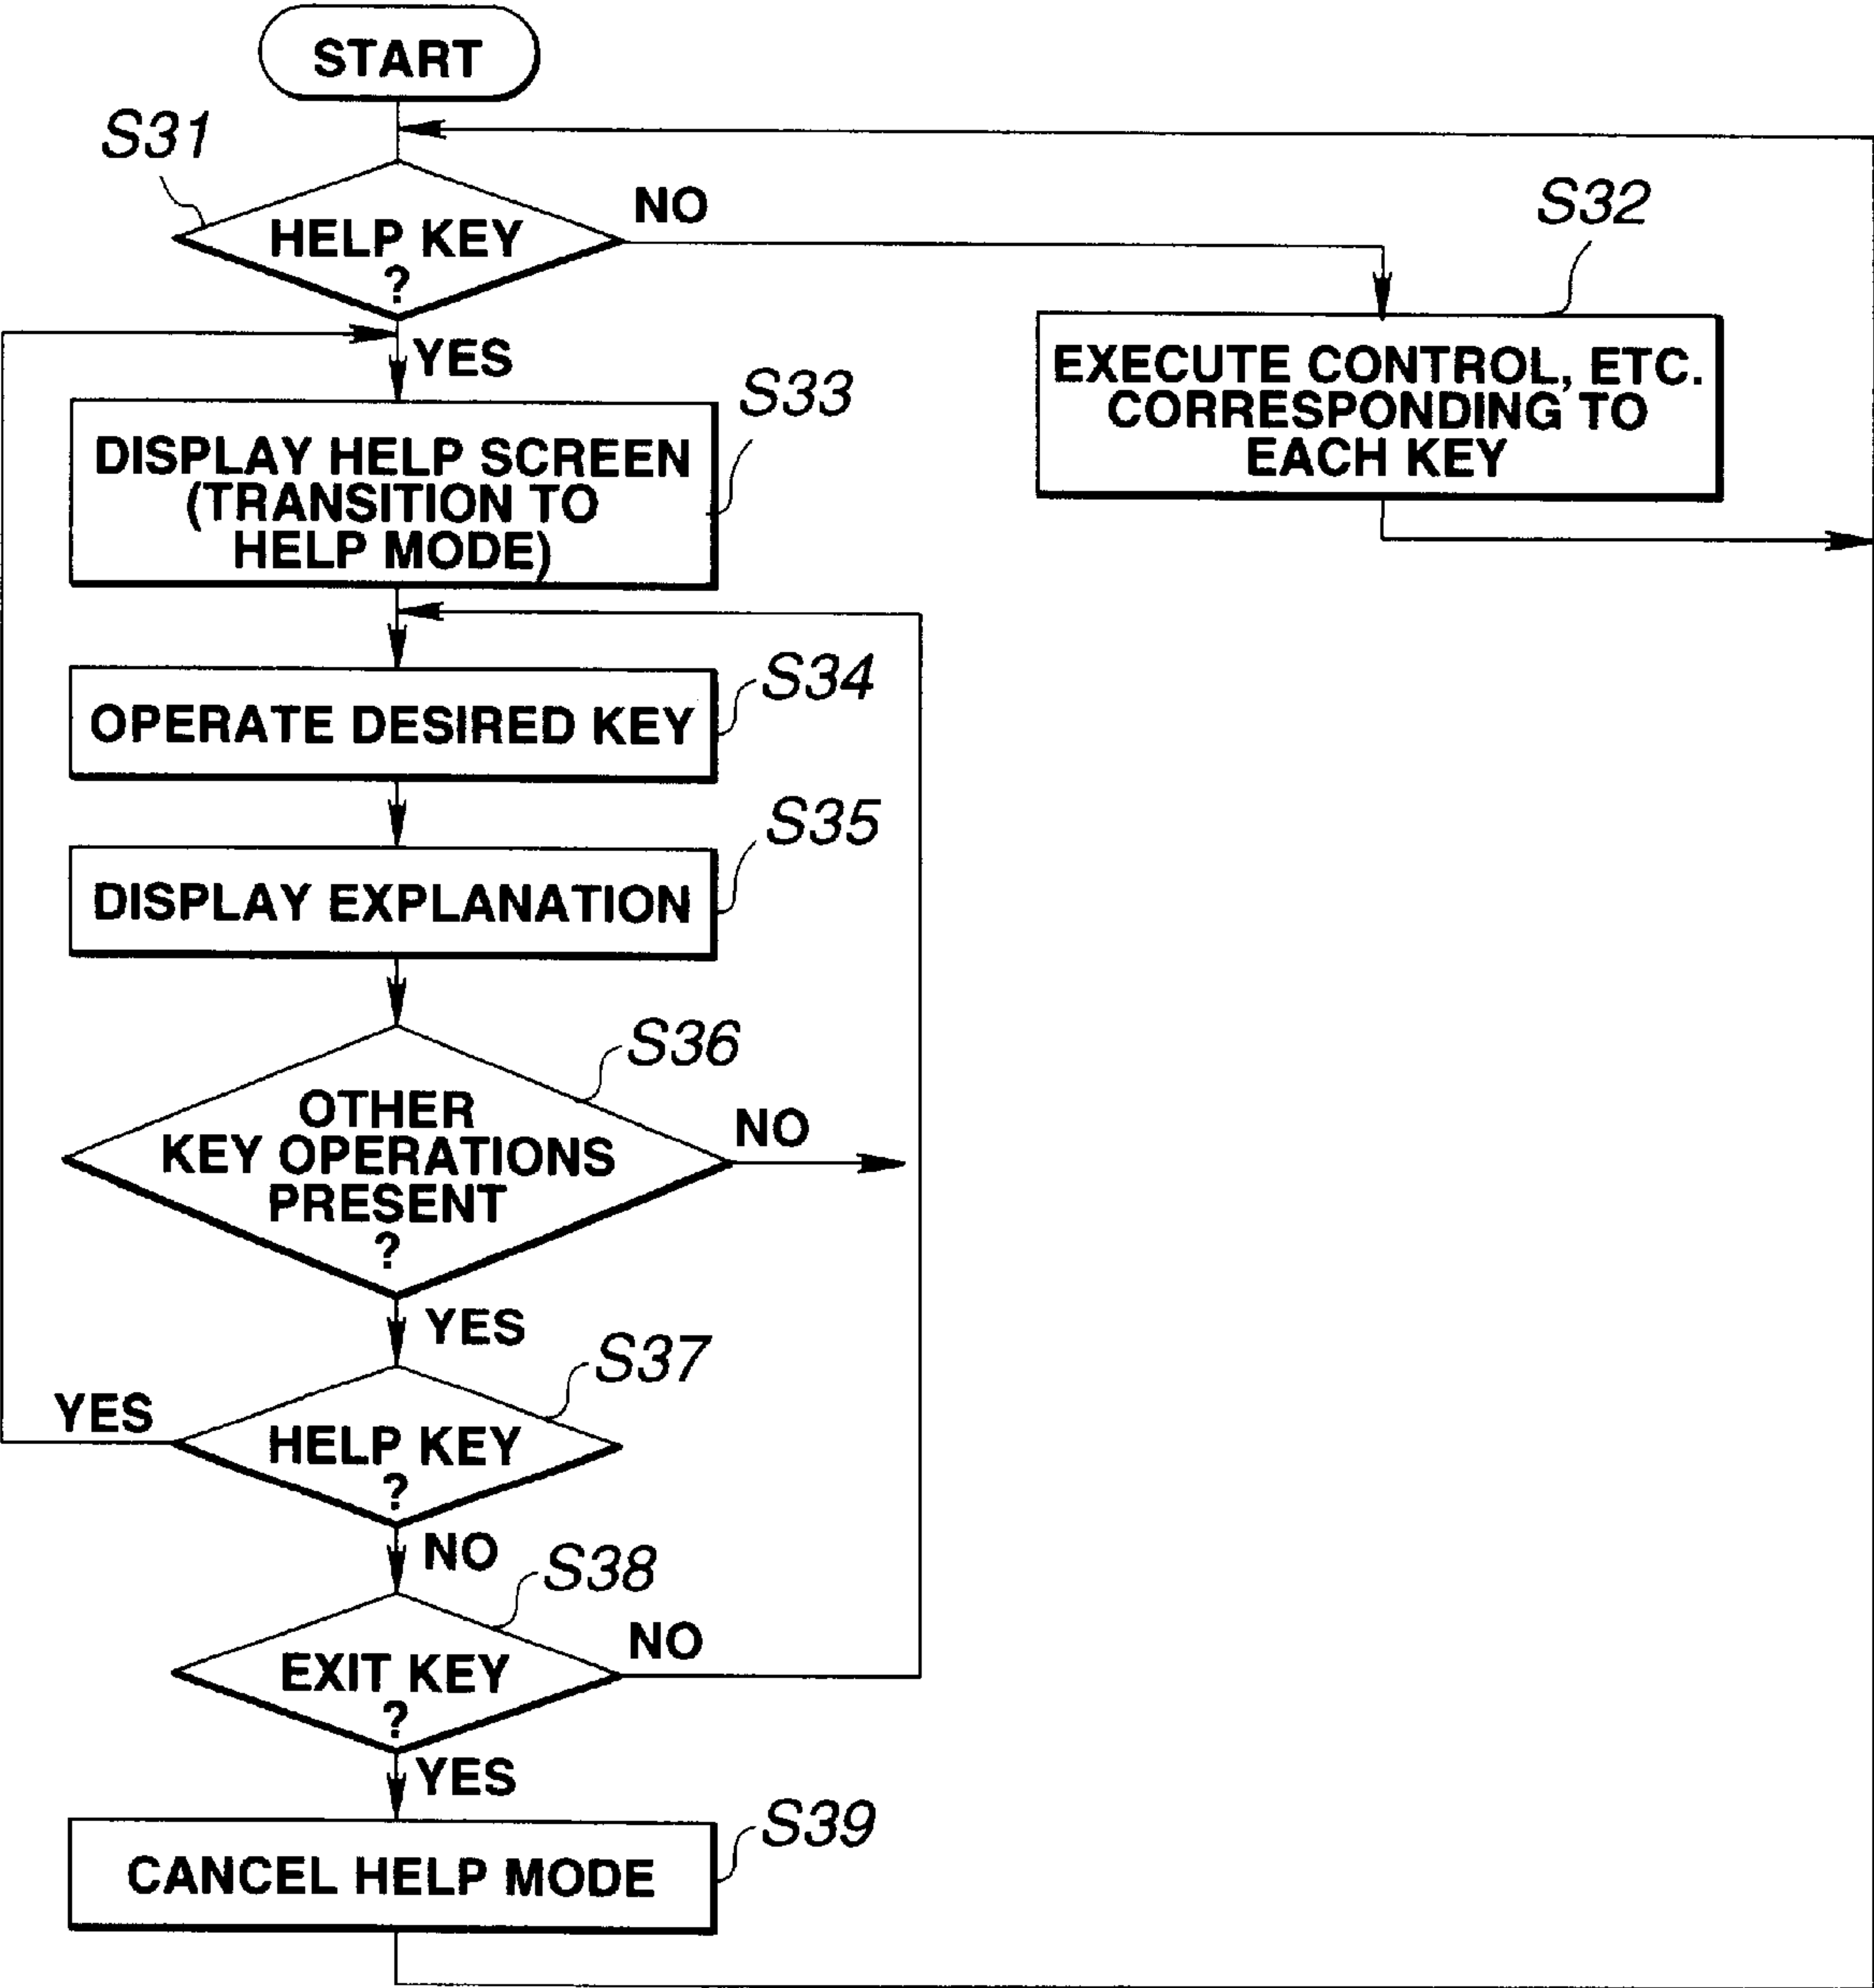 START
S31
HELP KEY
?
NO
S32
EXECUTE CONTROL, ETC.
CORRESPONDING TO
EACH KEY
YES
S33
DISPLAY HELP SCREEN
(TRANSITION TO
HELP MODE)
S34
OPERATE DESIRED KEY
S35
DISPLAY EXPLANATION
S36
OTHER
KEY OPERATIONS
PRESENT
?
NO
YES
S37
YES
HELP KEY
?
NO
S38
EXIT KEY
?
NO
YES
S39
CANCEL HELP MODE